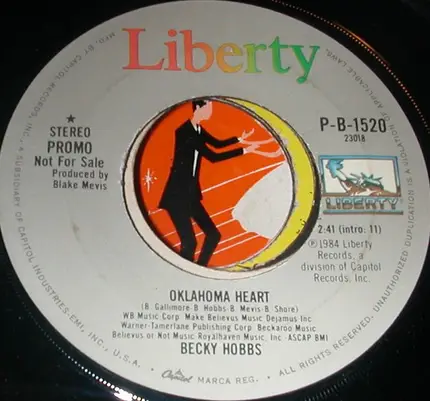 Liberty
★
STEREO
PROMO
Not For Sale
Produced by
Blake Mevis
P-B-1520
23018
LIBERTY
2:41 (intro: 11)
℗1984 Liberty
Records, a
division of Capitol
Records, Inc.
OKLAHOMA HEART
(B. Gallimore-B. Hobbs-B. Mevis-B. Shore)
WB Music Corp. Make Believus Music Dejamus Inc
Warner-Tamerlane Publishing Corp Beckaroo Music
Believus or Not Music Royalhaven Music, Inc.-ASCAP BMI
BECKY HOBBS
MFD. BY CAPITOL RECORDS, INC. A SUBSIDIARY OF CAPITOL INDUSTRIES-EMI, INC., U.S.A.
Capitol MARCA REG. • ALL RIGHTS RESERVED. UNAUTHORIZED DUPLICATION IS A VIOLATION OF APPLICABLE LAWS.